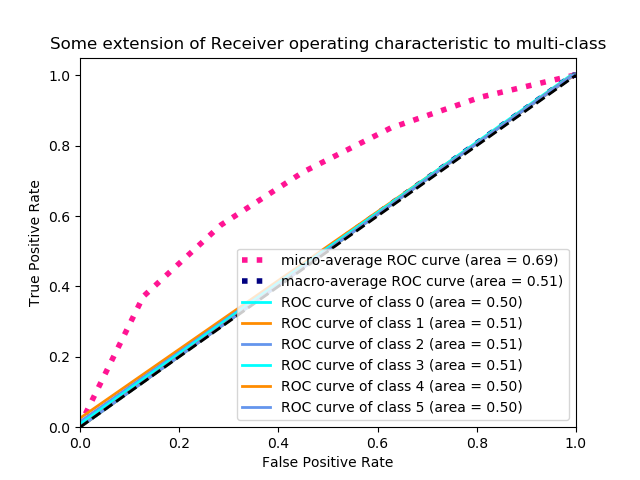 Some extension of Receiver operating characteristic to multi-class
1.0
0.8
0.6
0.4
0.2
0.0
True Positive Rate
micro-average ROC curve (area = 0.69)
macro-average ROC curve (area = 0.51)
ROC curve of class 0 (area = 0.50)
ROC curve of class 1 (area = 0.51)
ROC curve of class 2 (area = 0.51)
ROC curve of class 3 (area = 0.51)
ROC curve of class 4 (area = 0.50)
ROC curve of class 5 (area = 0.50)
0.0 0.2 0.4 0.6 0.8 1.0
False Positive Rate